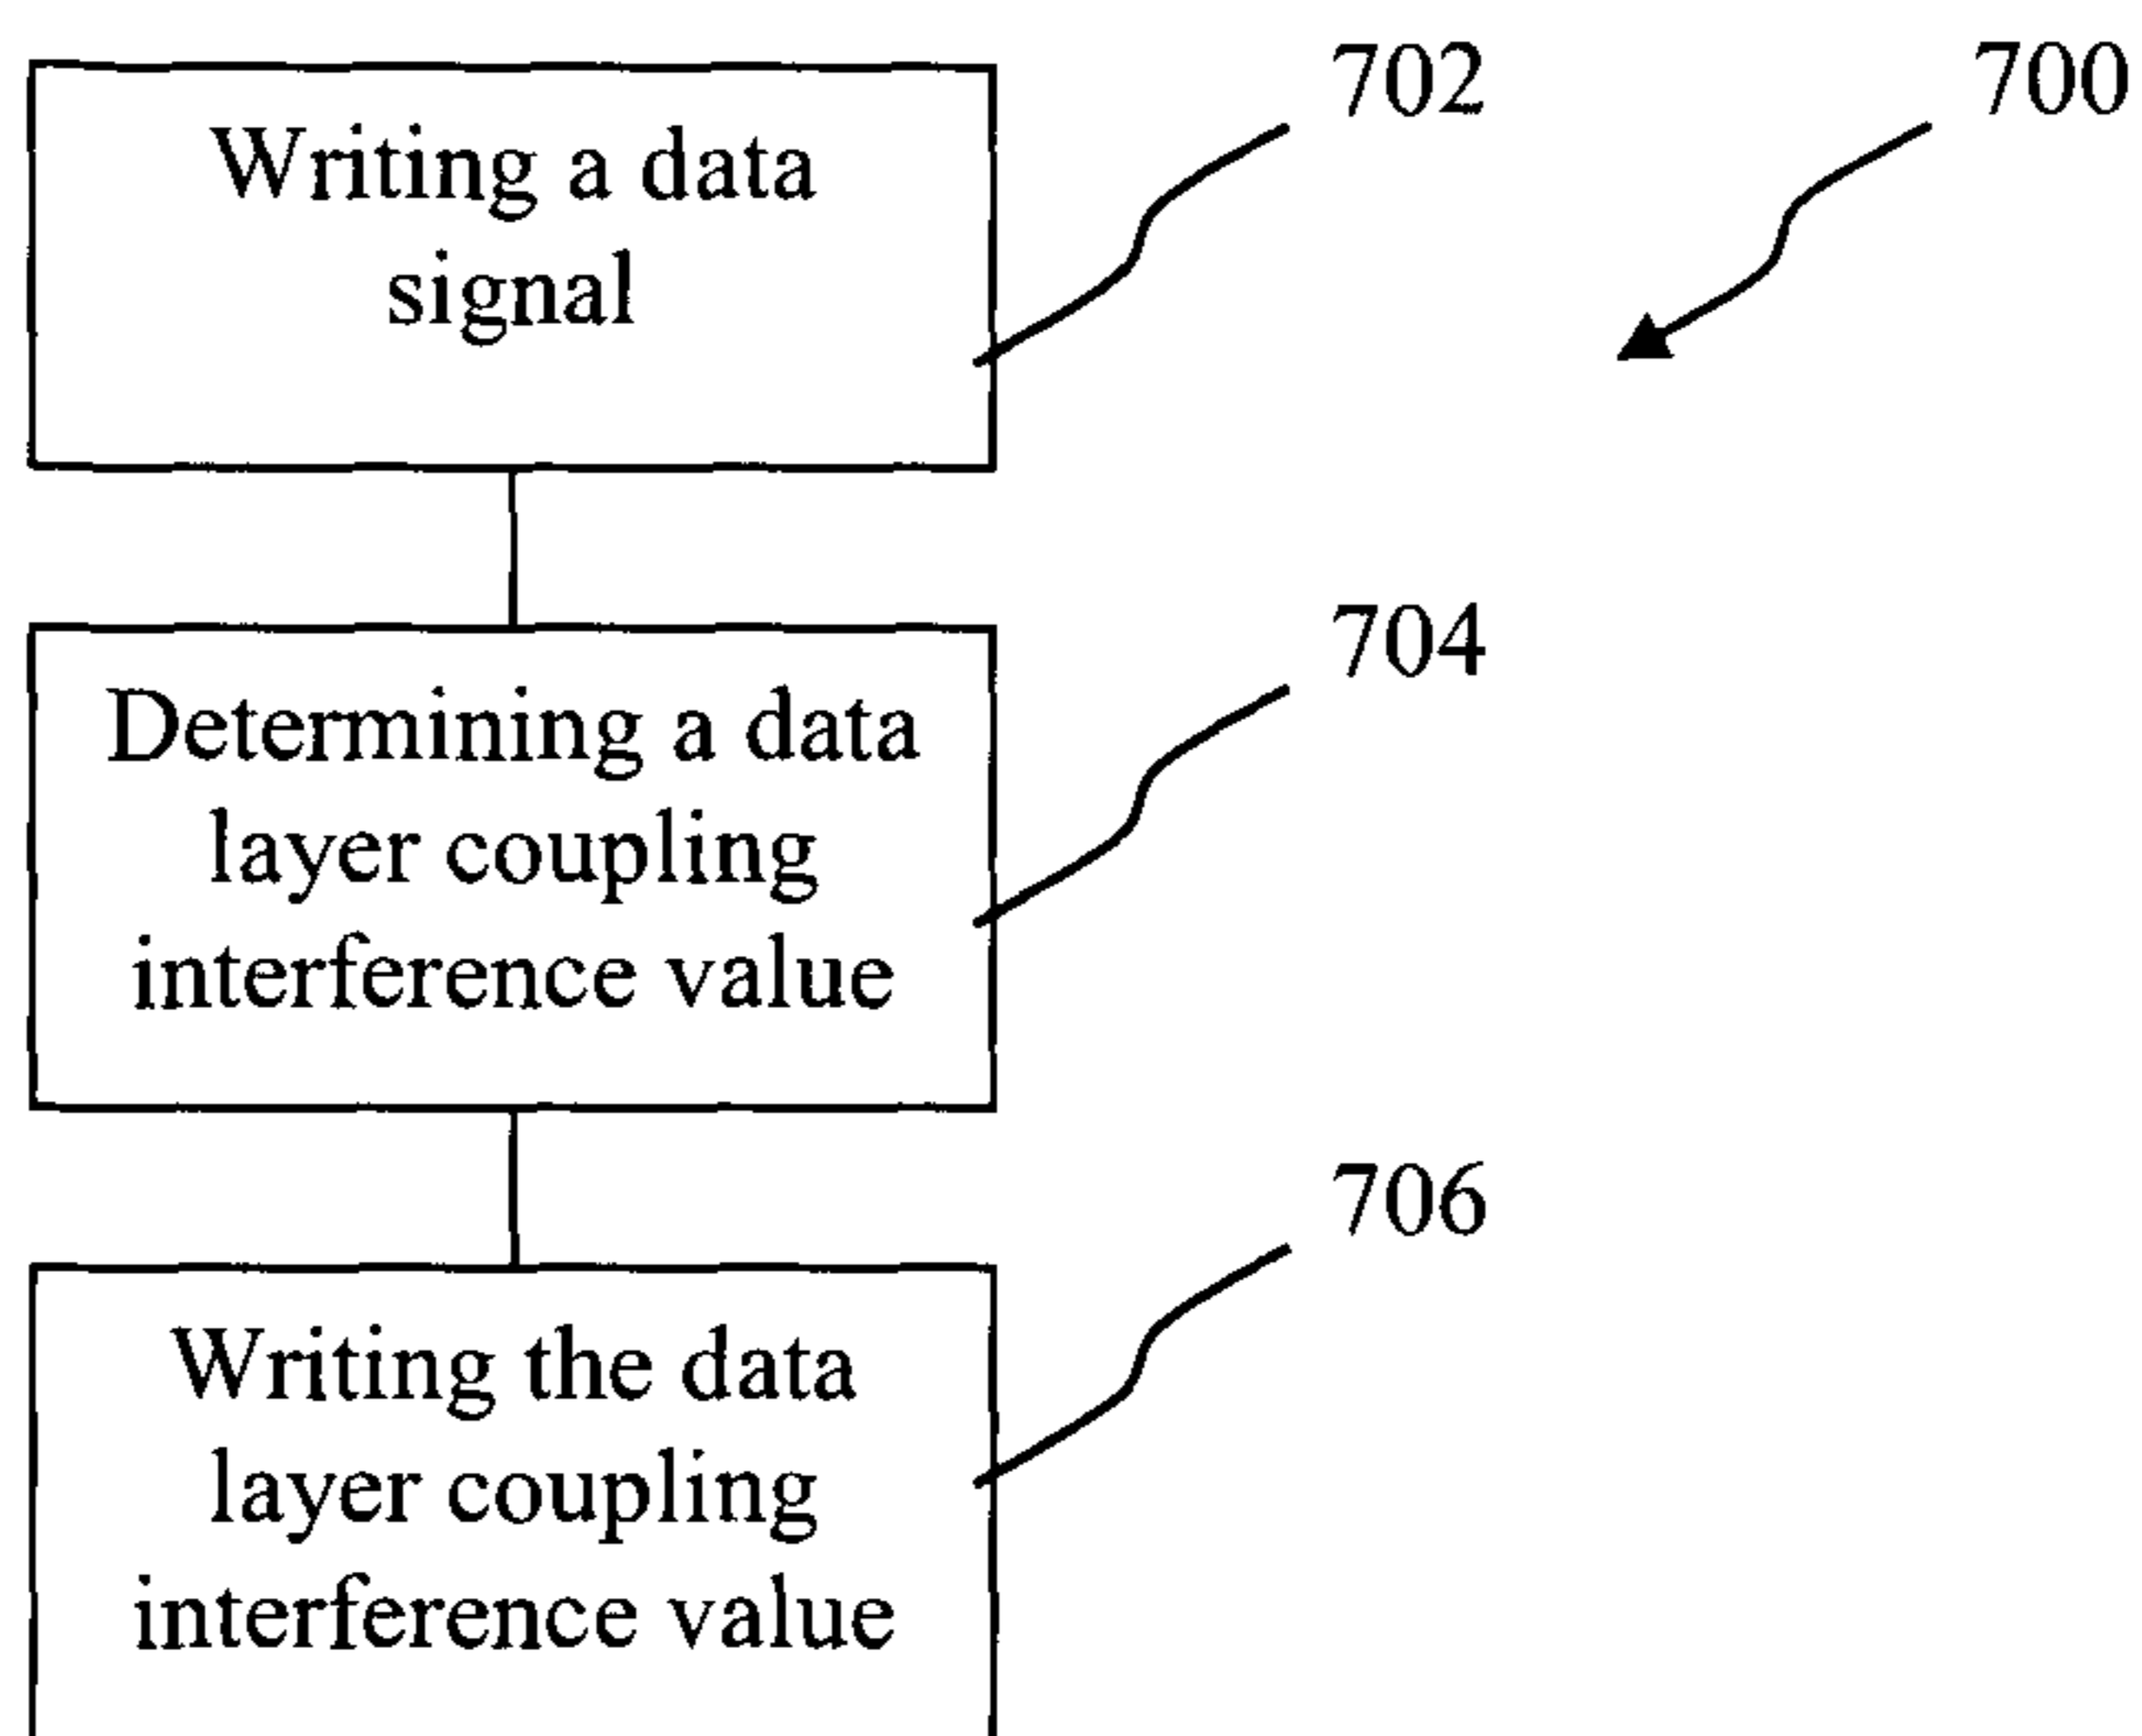 702
700
Writing a data
signal
704
Determining a data
layer coupling
interference value
706
Writing the data
layer coupling
interference value